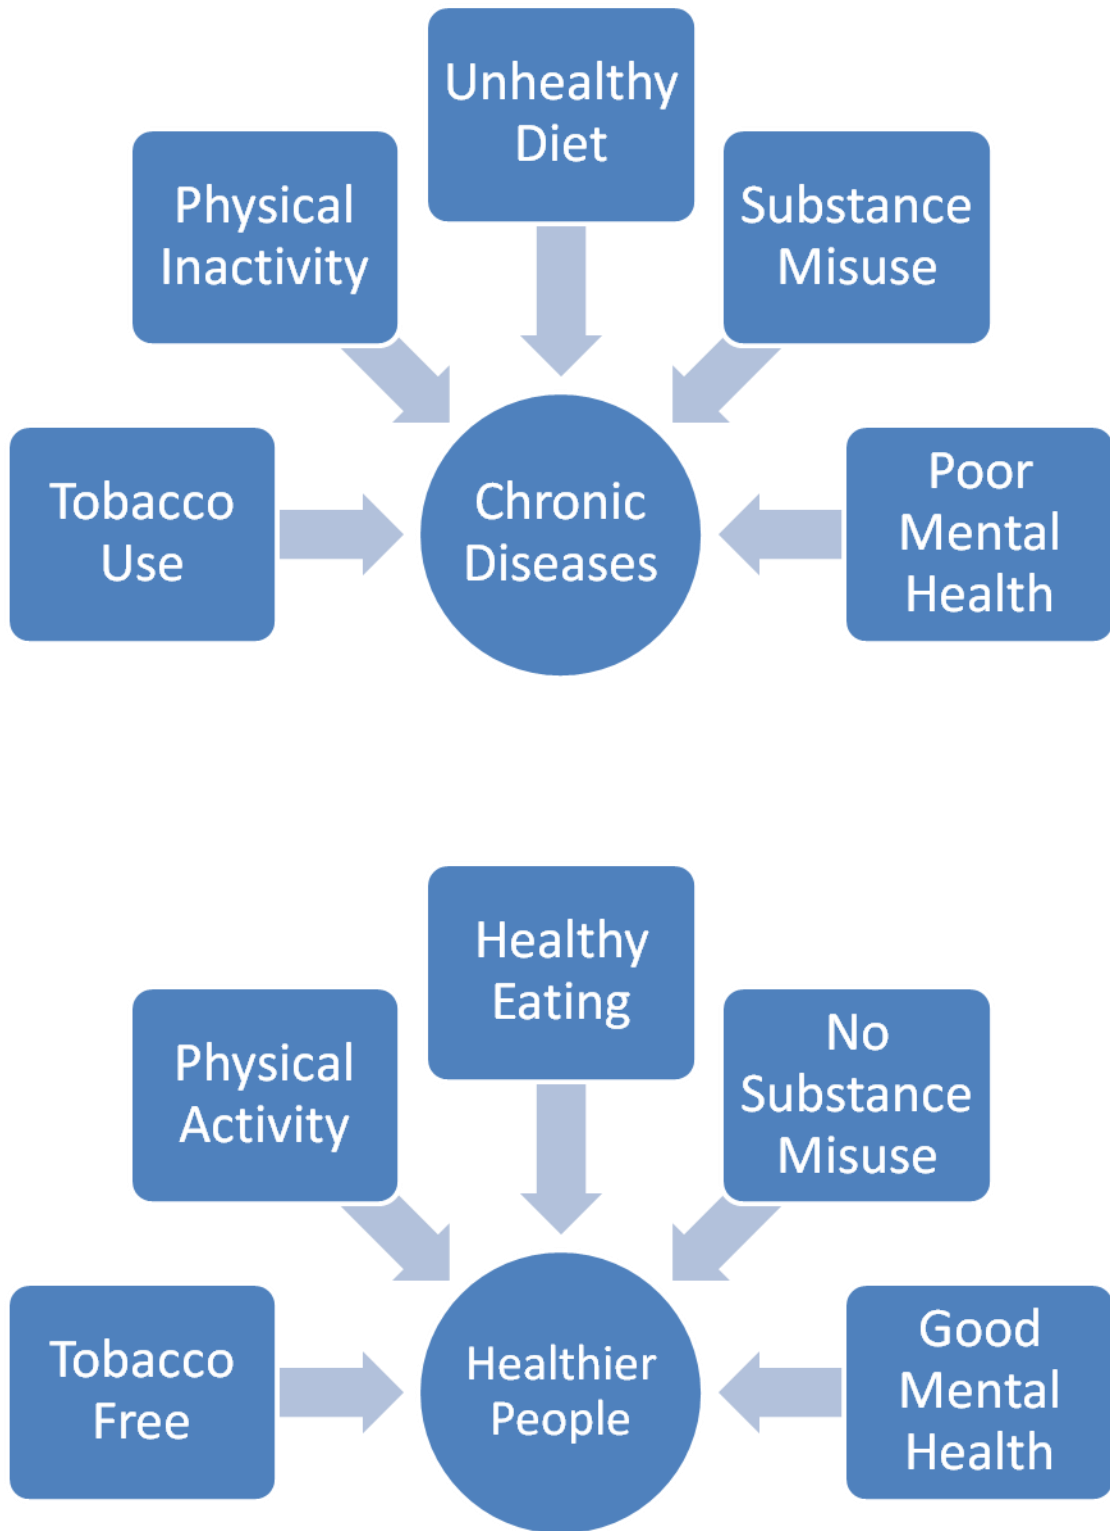 Unhealthy
Diet
Physical
Inactivity
Substance
Misuse
Tobacco
Use
Chronic
Diseases
Poor
Mental
Health
Healthy
Eating
Physical
Activity
No
Substance
Misuse
Tobacco
Free
Healthier
People
Good
Mental
Health